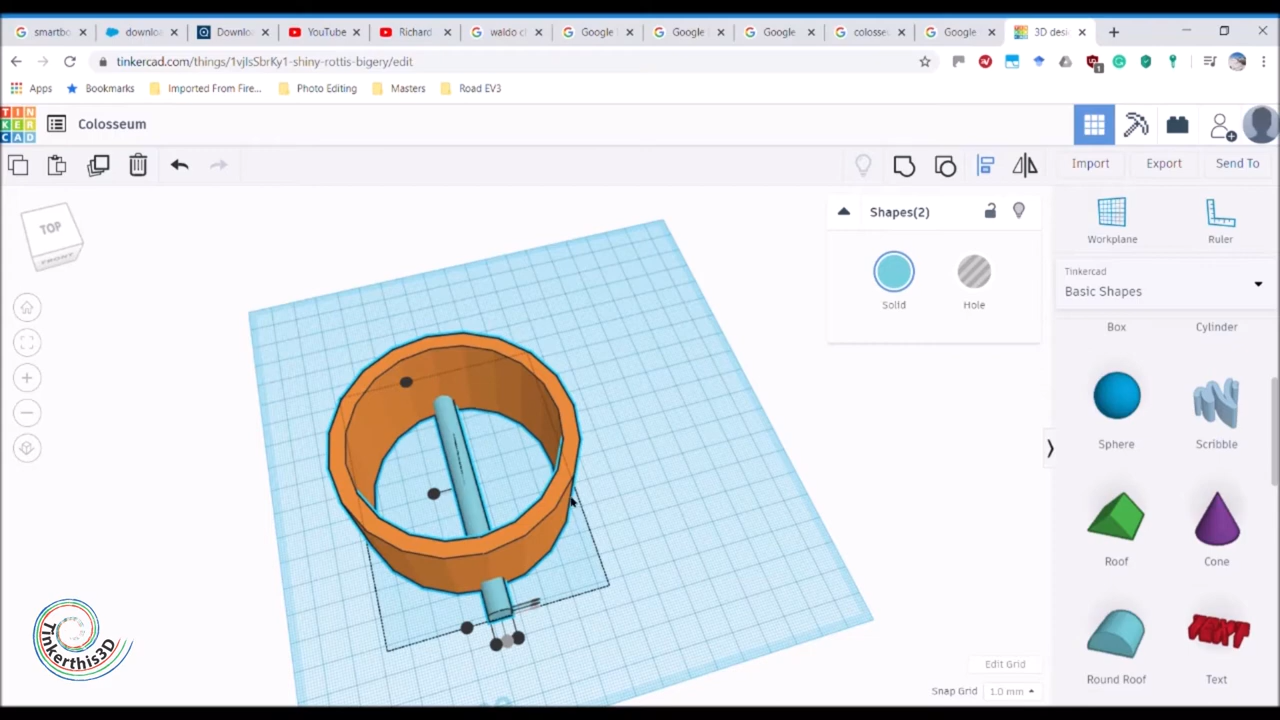 smartbo
downlo
Downlo
YouTube
Richard
waldo c
Google
Google
Google
colosse
Google
3D desi
tinkercad.com/things/1vjIsSbrKy1-shiny-rottis-bigery/edit
1
Apps
Bookmarks
Imported From Fire...
Photo Editing
Masters
Road EV3
TIN
KER
CAD
Colosseum
Import
Export
Send To
TOP
FRONT
Shapes(2)
Solid
Hole
Workplane
Ruler
Tinkercad
Basic Shapes
Box
Cylinder
Sphere
Scribble
Roof
Cone
TEXT
Round Roof
Text
Edit Grid
Snap Grid
1.0 mm
Tinkerthis3D